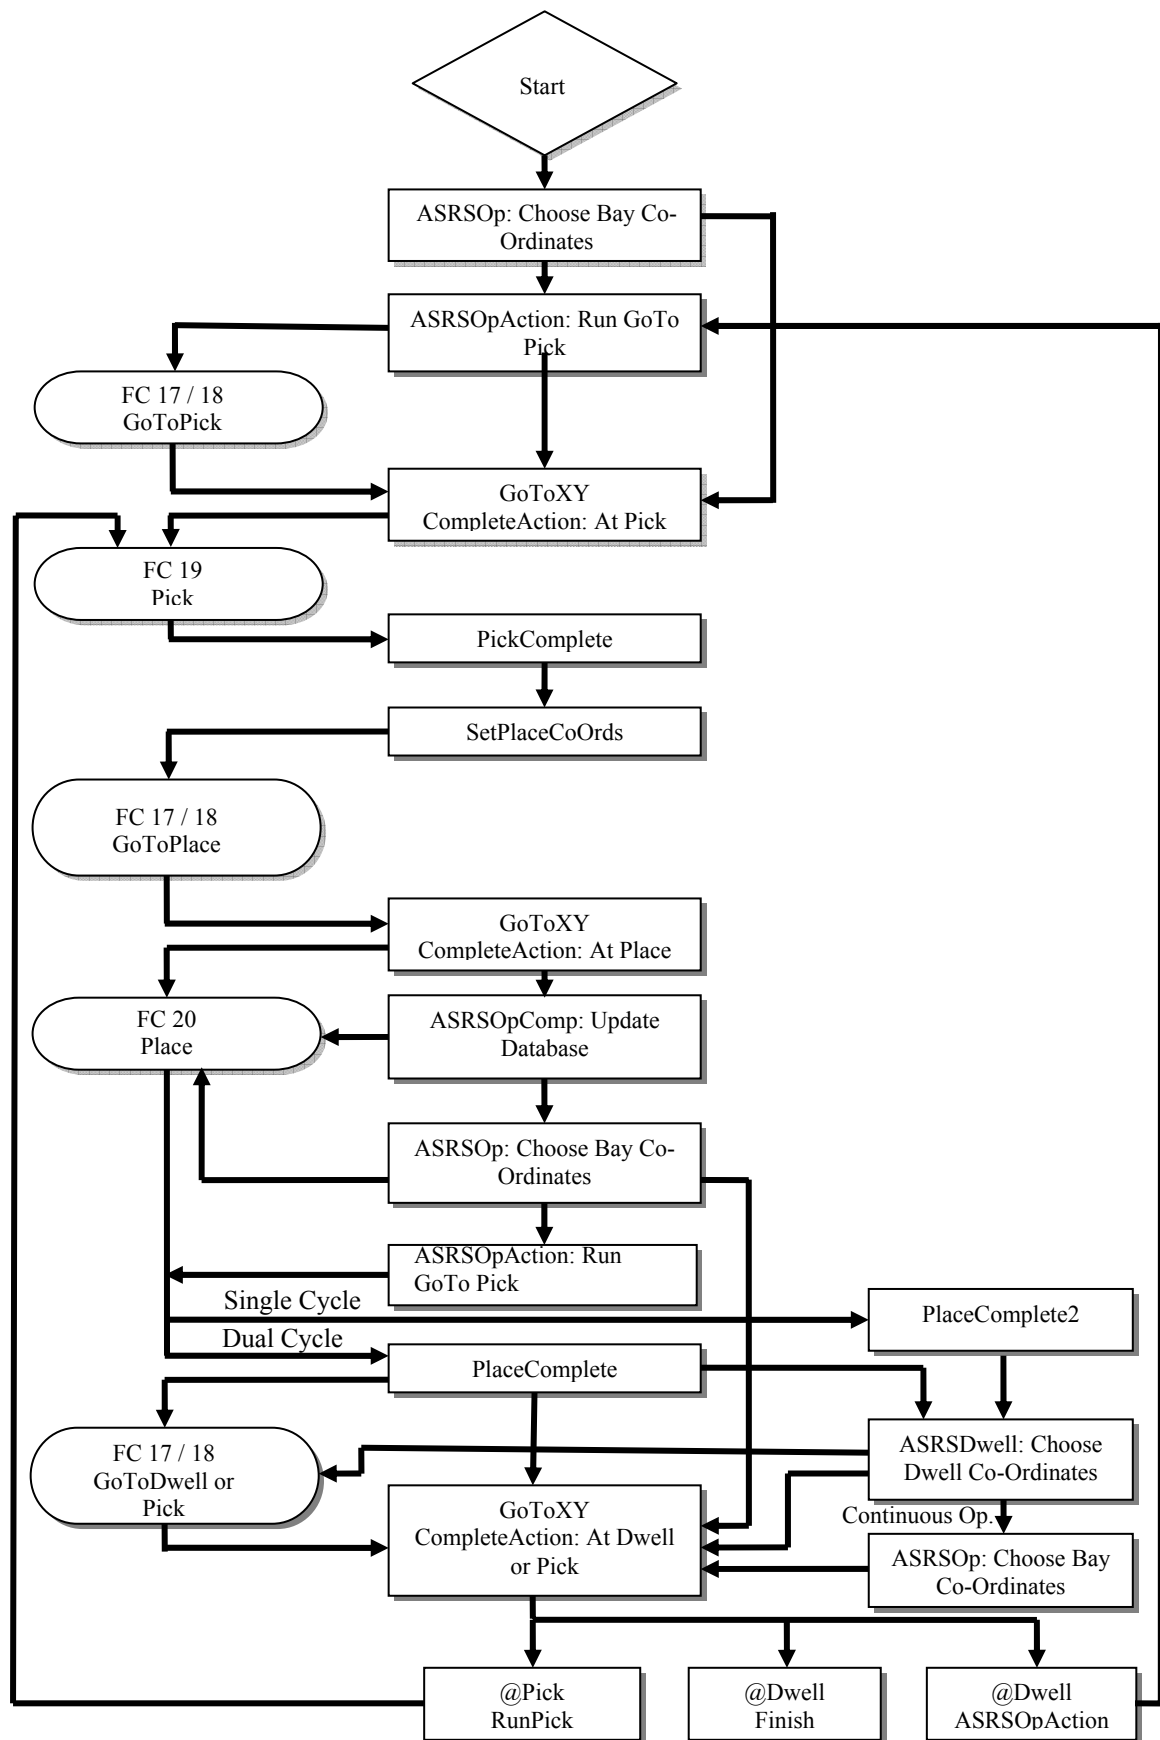 Start
ASRSOp: Choose Bay Co-
Ordinates
ASRSOpAction: Run GoTo
Pick
FC 17 / 18
GoToPick
GoToXY
CompleteAction: At Pick
FC 19
Pick
PickComplete
SetPlaceCoOrds
FC 17 / 18
GoToPlace
GoToXY
CompleteAction: At Place
FC 20
Place
ASRSOpComp: Update
Database
ASRSOp: Choose Bay Co-
Ordinates
ASRSOpAction: Run
GoTo Pick
Single Cycle
PlaceComplete2
Dual Cycle
PlaceComplete
FC 17 / 18
GoToDwell or
Pick
ASRSDwell: Choose
Dwell Co-Ordinates
GoToXY
CompleteAction: At Dwell
or Pick
Continuous Op.
ASRSOp: Choose Bay
Co-Ordinates
@Pick
RunPick
@Dwell
Finish
@Dwell
ASRSOpAction